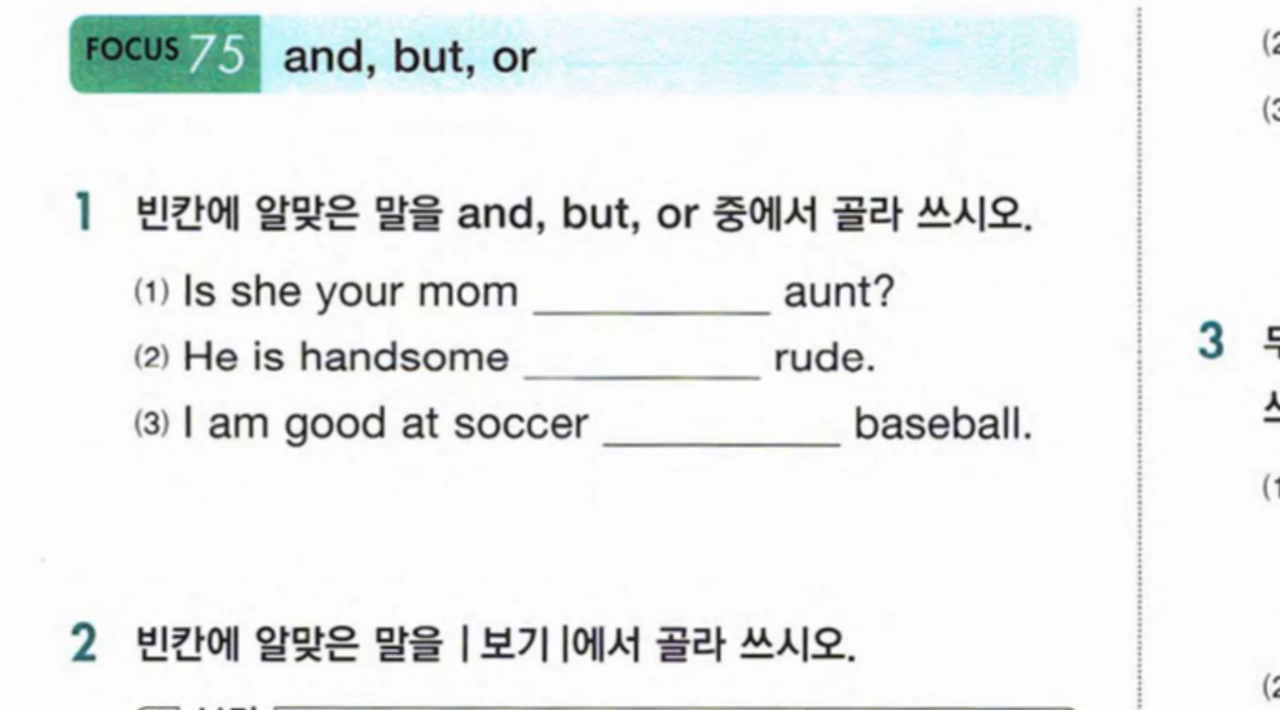 FOCUS 75 and, but, or
1 빈칸에 알맞은 말을 and, but, or 중에서 골라 쓰시오.
(1) Is she your mom __________ aunt?
(2) He is handsome __________ rude.
(3) I am good at soccer __________ baseball.
2 빈칸에 알맞은 말을 | 보기 |에서 골라 쓰시오.
3